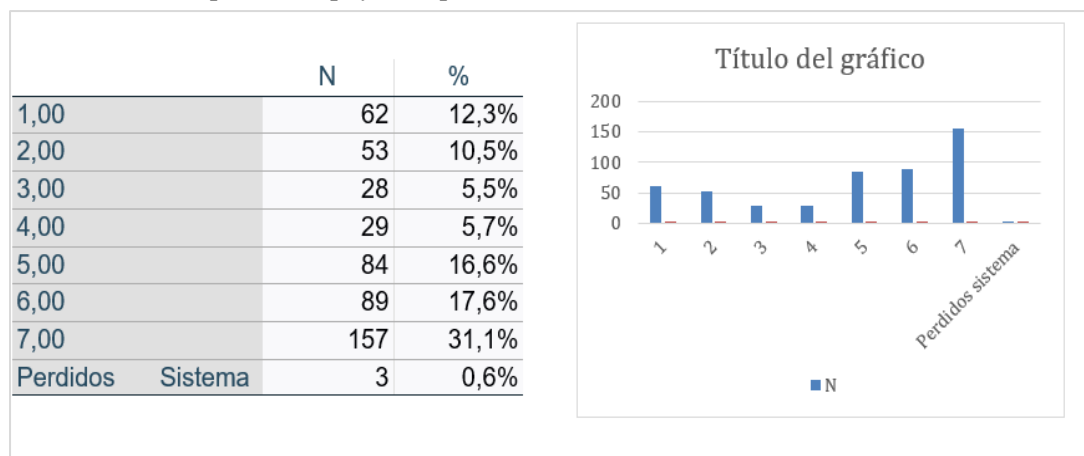 N %
1,00 62 12,3%
2,00 53 10,5%
3,00 28 5,5%
4,00 29 5,7%
5,00 84 16,6%
6,00 89 17,6%
7,00 157 31,1%
Perdidos Sistema 3 0,6%
Título del gráfico
200
150
100
50
0
1 2 3 4 5 6 7 Perdidos sistema
N